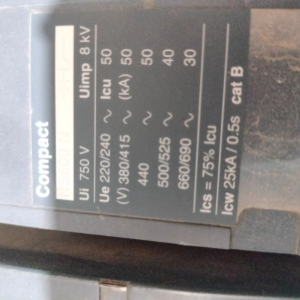 Compact
Ui 750 V Uimp 8 kV
Ue 220/240 ~ Icu 50
(V) 380/415 ~ (kA) 50
440 ~ 50
500/525 ~ 40
660/690 ~ 30
Ics = 75% Icu
Icw 25kA / 0.5s cat B